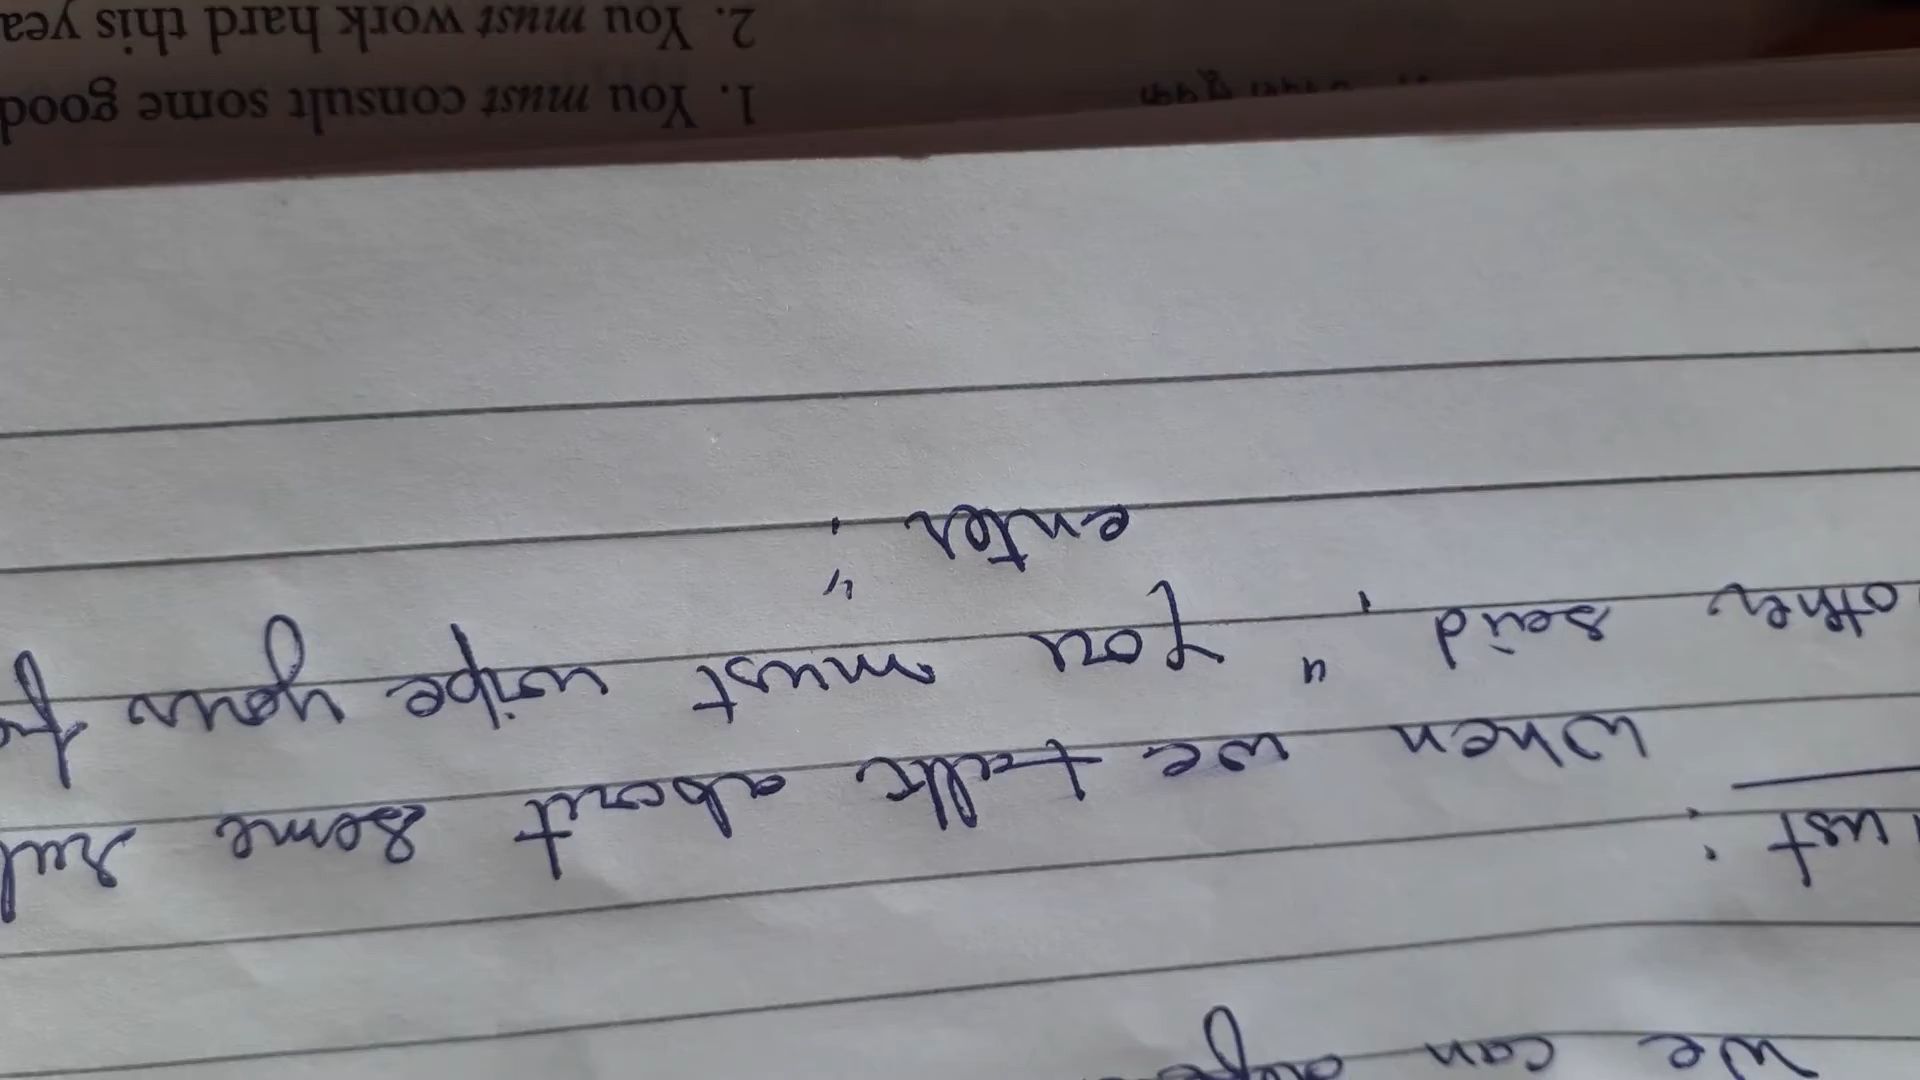 We can
ust :
When we talk about some rul
other said, " You must wipe your f
enter ".
1. You must consult some good
2. You must work hard this yea